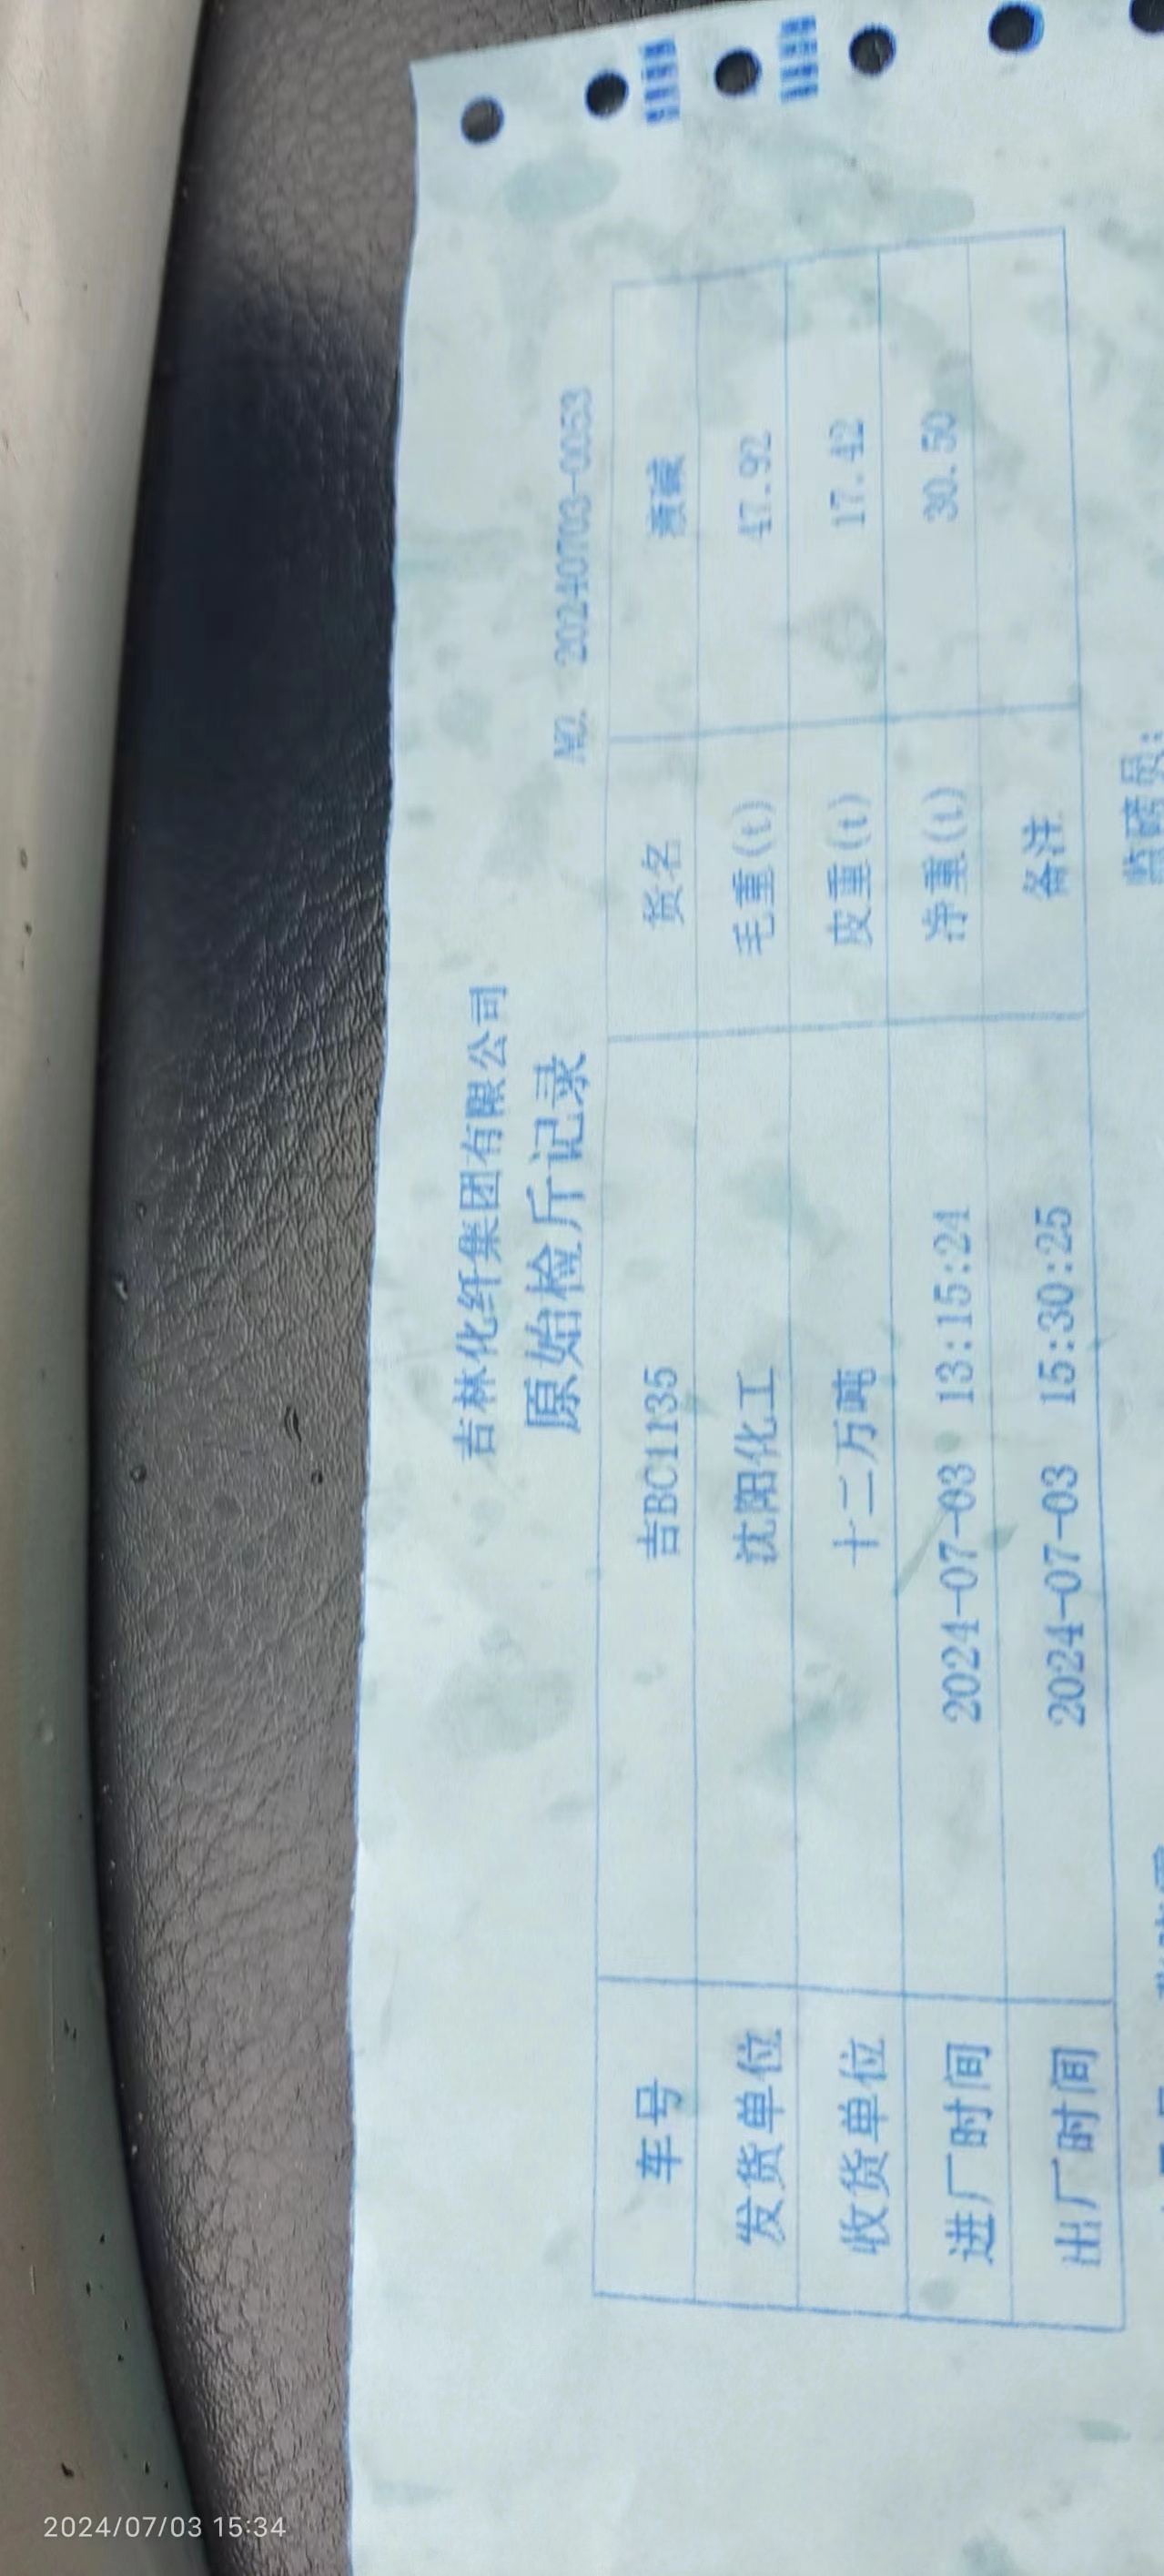 吉林化纤集团有限公司
原始检斤记录
NO. 20240703-0053
车号 吉BC1135 货名 液碱
发货单位 沈阳化工 毛重(t) 47.92
收货单位 十二万吨 皮重(t) 17.42
进厂时间 2024-07-03 13:15:24 净重(t) 30.50
出厂时间 2024-07-03 15:30:25 备注
监磅员:
2024/07/03 15:34